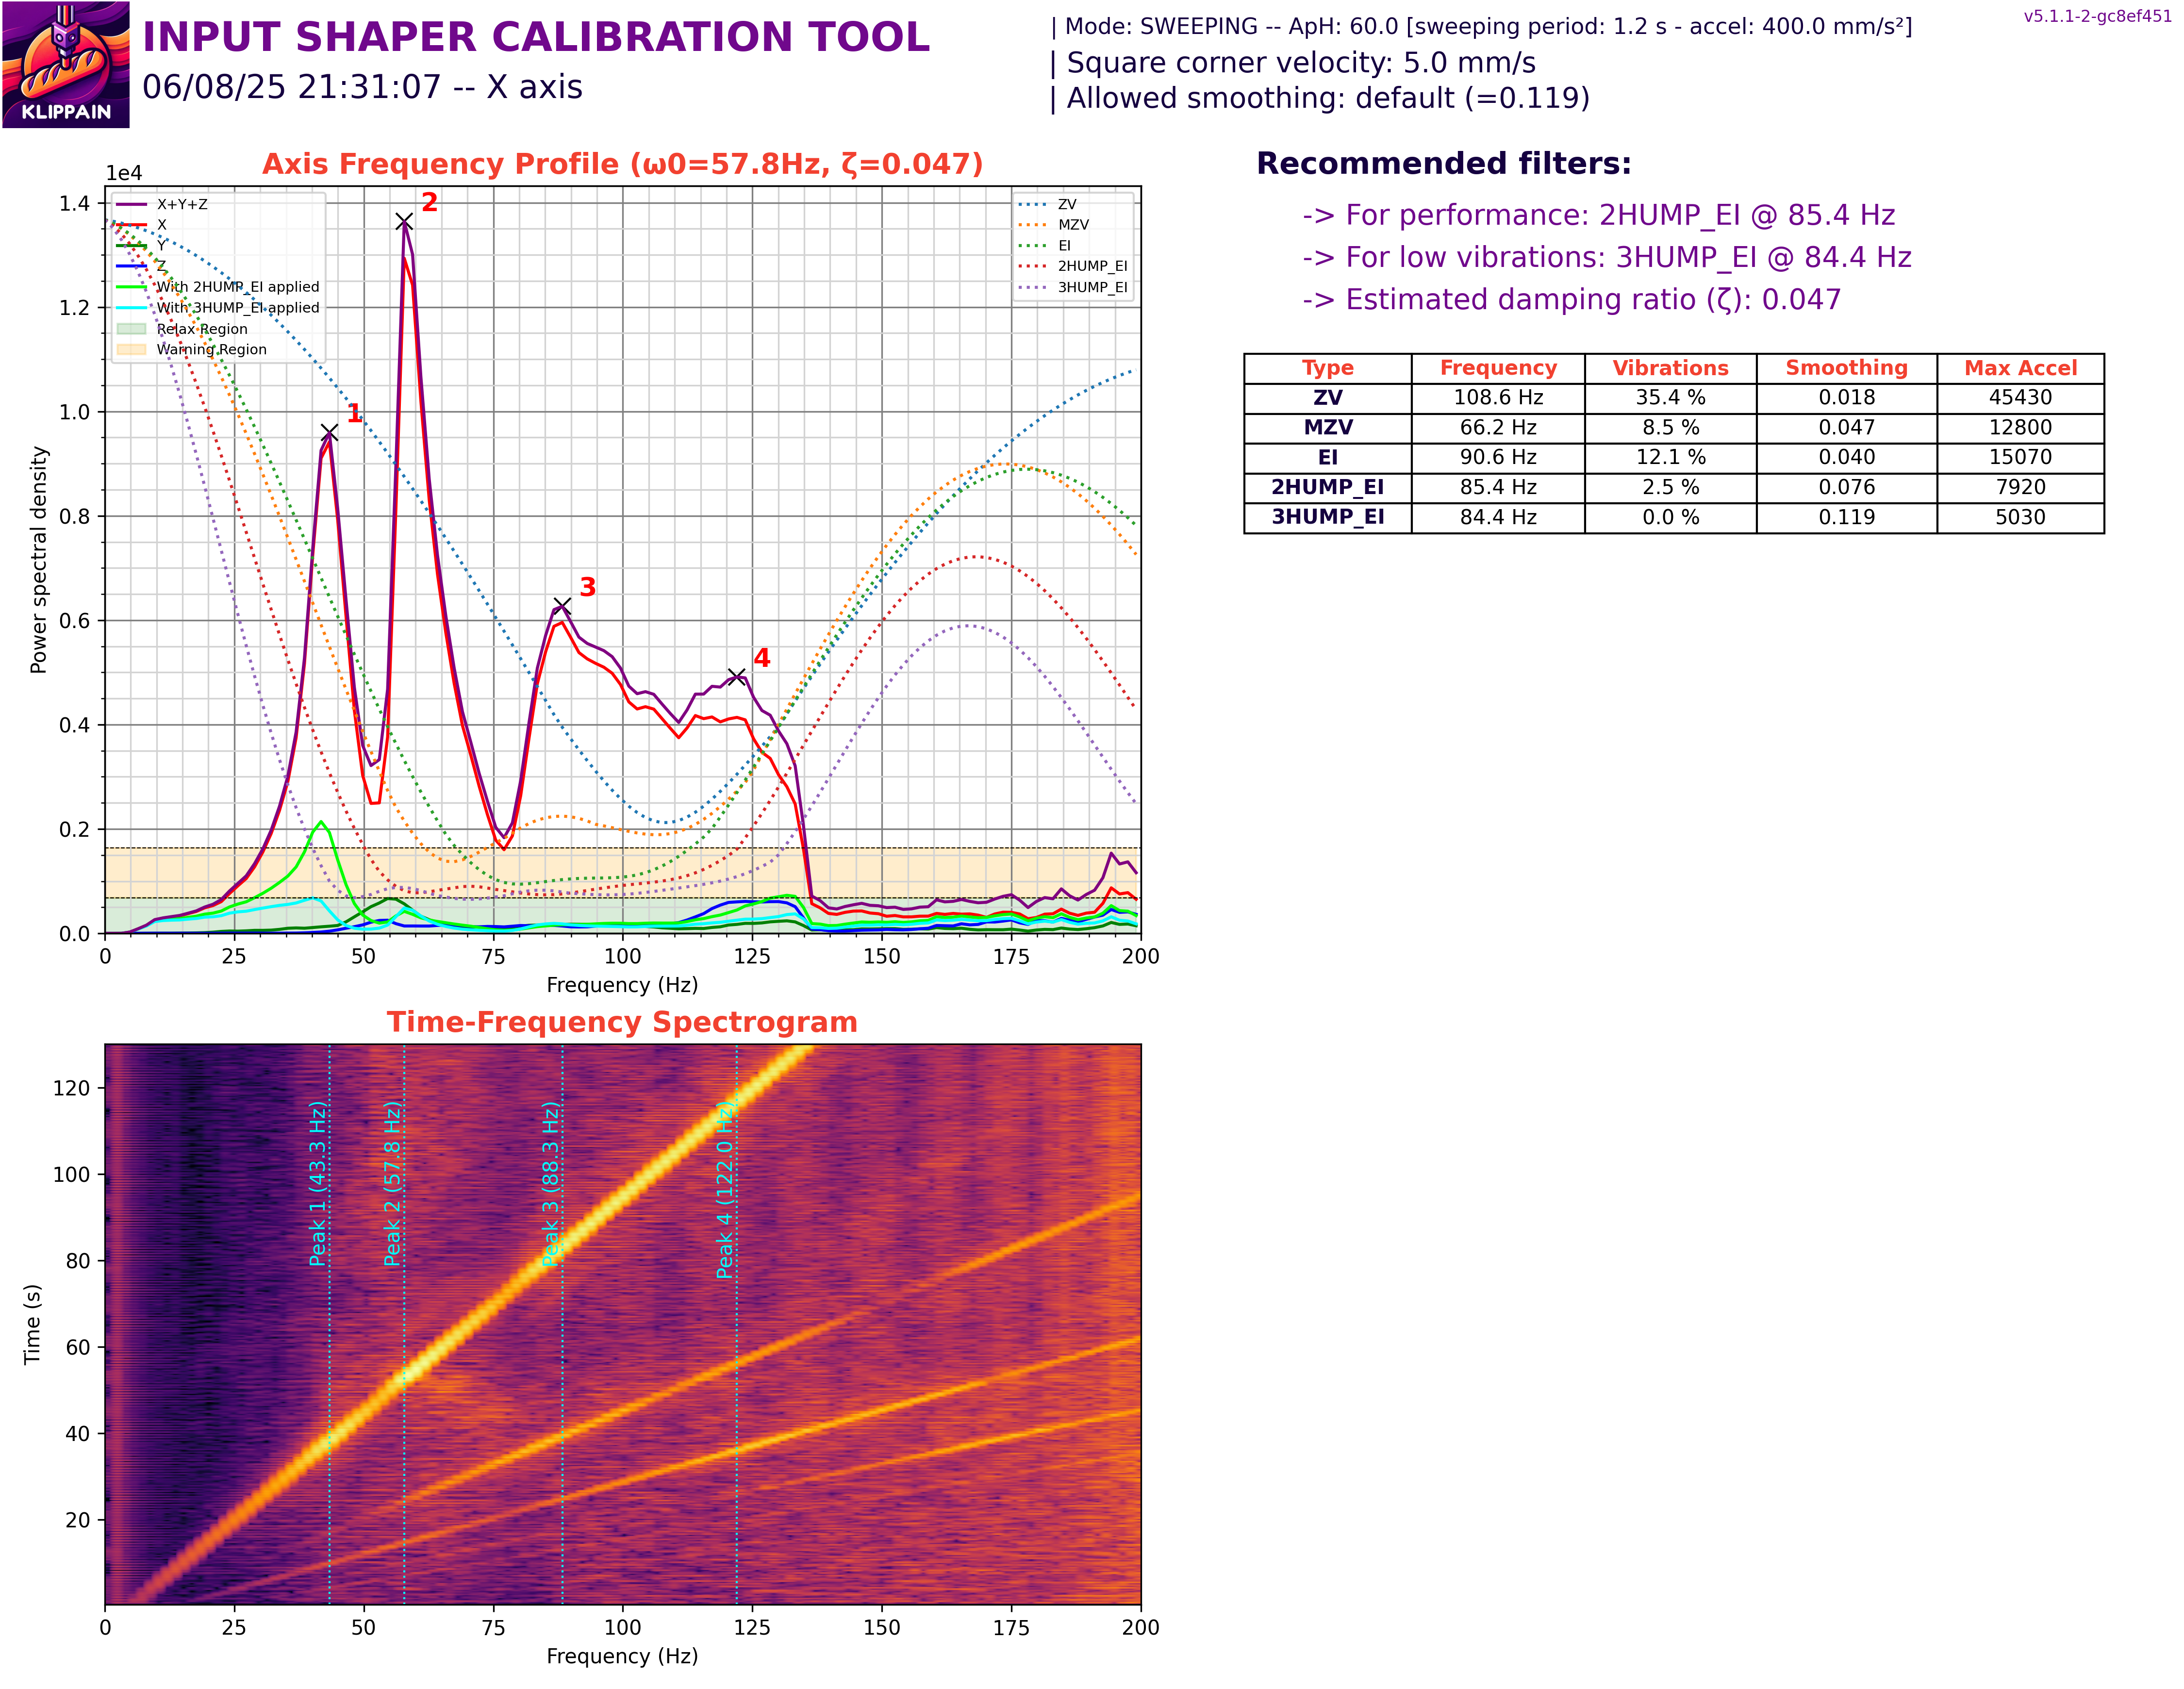 KLIPPAIN
INPUT SHAPER CALIBRATION TOOL
06/08/25 21:31:07 -- X axis
| Mode: SWEEPING -- ApH: 60.0 [sweeping period: 1.2 s - accel: 400.0 mm/s²]
| Square corner velocity: 5.0 mm/s
| Allowed smoothing: default (=0.119)
v5.1.1-2-gc8ef451
Axis Frequency Profile (ω0=57.8Hz, ζ=0.047)
1e4
1.4
1.2
1.0
0.8
0.6
0.4
0.2
0.0
Power spectral density
X+Y+Z
X
Y
Z
With 2HUMP_EI applied
With 3HUMP_EI applied
Relax Region
Warning Region
ZV
MZV
EI
2HUMP_EI
3HUMP_EI
1
2
3
4
0 25 50 75 100 125 150 175 200
Frequency (Hz)
Recommended filters:
-> For performance: 2HUMP_EI @ 85.4 Hz
-> For low vibrations: 3HUMP_EI @ 84.4 Hz
-> Estimated damping ratio (ζ): 0.047
Type Frequency Vibrations Smoothing Max Accel
ZV 108.6 Hz 35.4 % 0.018 45430
MZV 66.2 Hz 8.5 % 0.047 12800
EI 90.6 Hz 12.1 % 0.040 15070
2HUMP_EI 85.4 Hz 2.5 % 0.076 7920
3HUMP_EI 84.4 Hz 0.0 % 0.119 5030
Time-Frequency Spectrogram
120
100
80
60
40
20
Time (s)
Peak 1 (43.3 Hz)
Peak 2 (57.8 Hz)
Peak 3 (88.3 Hz)
Peak 4 (122.0 Hz)
0 25 50 75 100 125 150 175 200
Frequency (Hz)